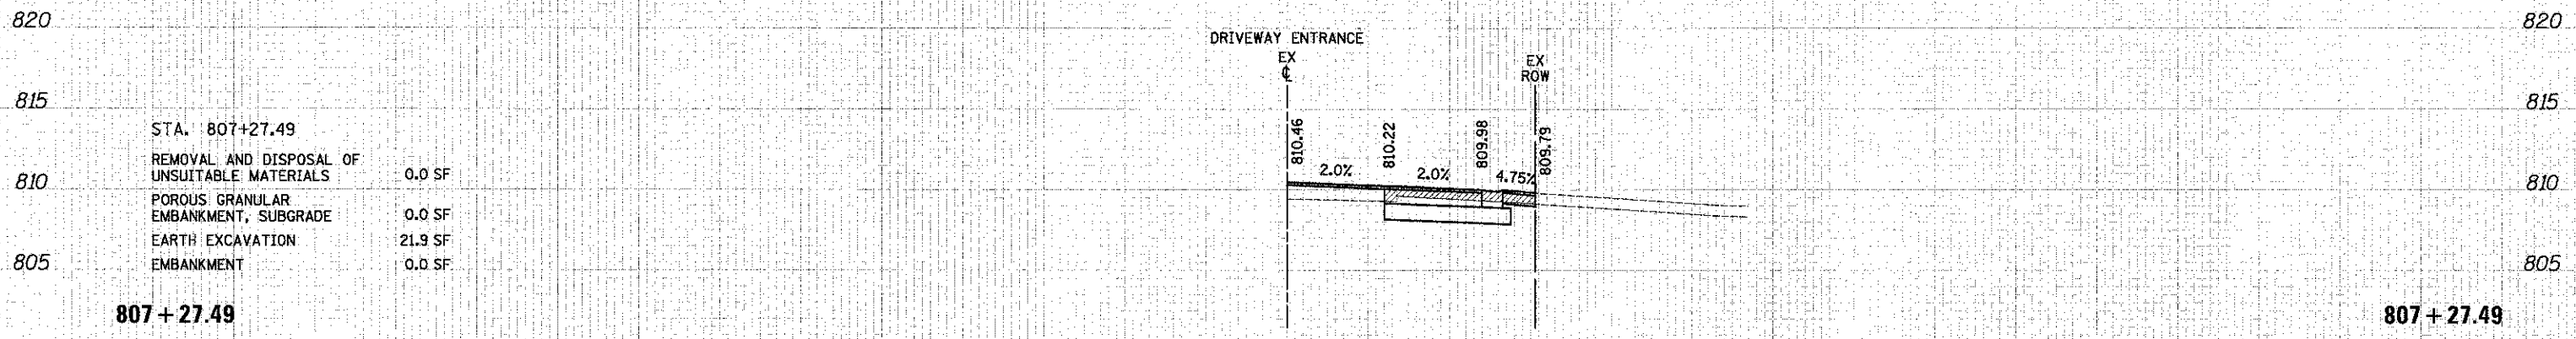 820
820
DRIVEWAY ENTRANCE
EX
℄
EX
ROW
815
815
STA. 807+27.49
810.46
810.22
809.98
809.79
REMOVAL AND DISPOSAL OF
UNSUITABLE MATERIALS 0.0 SF
2.0%
2.0%
4.75%
810
810
POROUS GRANULAR
EMBANKMENT, SUBGRADE 0.0 SF
EARTH EXCAVATION 21.9 SF
805
EMBANKMENT 0.0 SF
805
807+27.49
807+27.49